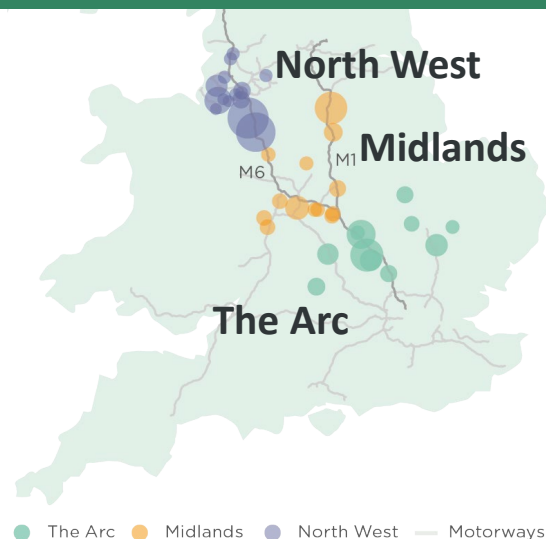 North West
Midlands
M1
M6
The Arc
The Arc Midlands North West Motorways